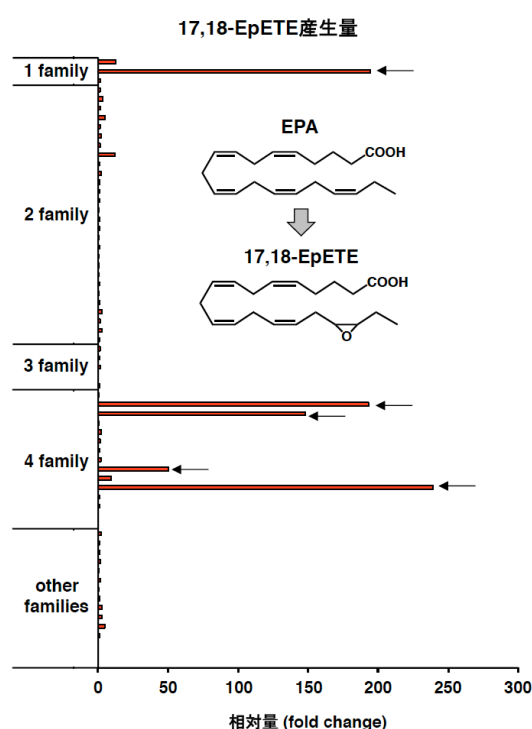 17,18-EpETE産生量
1 family
EPA
COOH
2 family
17,18-EpETE
COOH
O
3 family
4 family
other
families
0 50 100 150 200 250 300
相対量 (fold change)